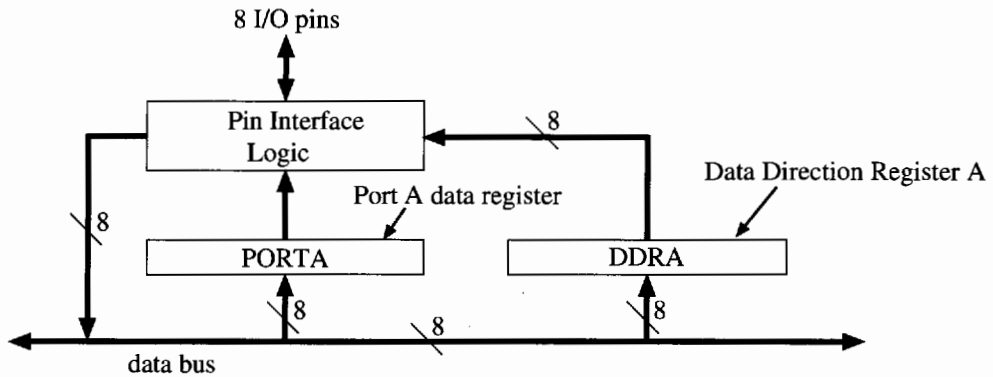 8 I/O pins
Pin Interface
Logic
8
8
Port A data register
Data Direction Register A
PORTA
DDRA
8
8
8
data bus